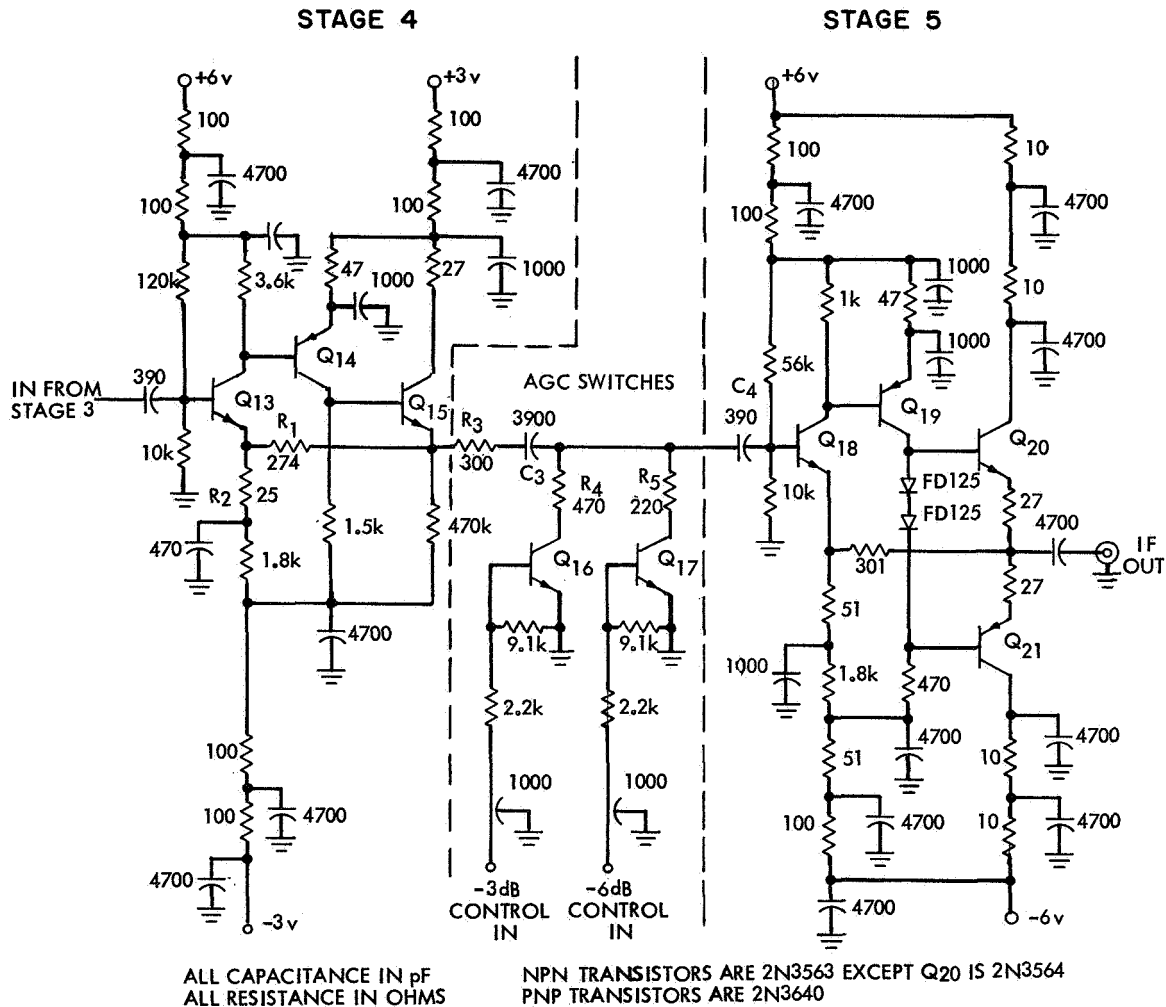 STAGE 4
STAGE 5
+6v
+3v
+6v
100
100
100
10
4700
4700
4700
4700
100
100
100
10
120k
3.6k
47
27
1000
1000
1k
47
1000
1000
4700
56k
Q14
Q13
Q15
Q18
Q19
Q20
IN FROM
STAGE 3
390
AGC SWITCHES
R1
274
R3
300
3900
C3
C4
390
10k
R2
25
R4
470
R5
220
10k
FD125
FD125
27
4700
IF
OUT
301
27
470
1.8k
1.5k
470k
Q16
Q17
51
Q21
4700
9.1k
9.1k
1000
1.8k
470
2.2k
2.2k
100
51
4700
10
4700
1000
1000
100
4700
100
4700
10
4700
4700
4700
-3v
-3dB
CONTROL
IN
-6dB
CONTROL
IN
-6v
ALL CAPACITANCE IN pF
ALL RESISTANCE IN OHMS
NPN TRANSISTORS ARE 2N3563 EXCEPT Q20 IS 2N3564
PNP TRANSISTORS ARE 2N3640